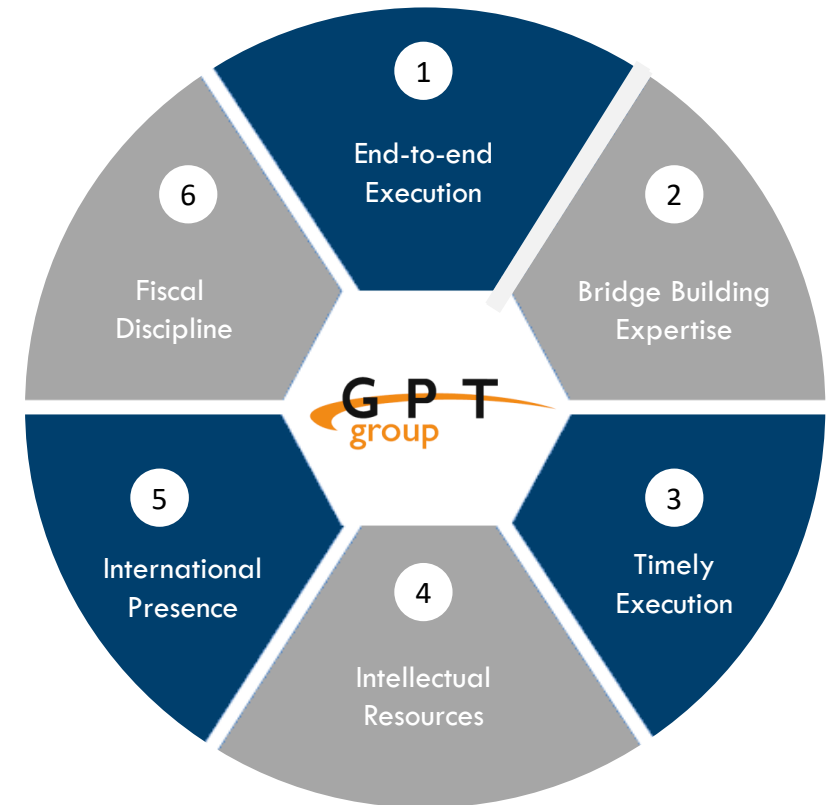 1
End-to-end
Execution
2
Bridge Building
Expertise
3
Timely
Execution
4
Intellectual
Resources
5
International
Presence
6
Fiscal
Discipline
G P T
group